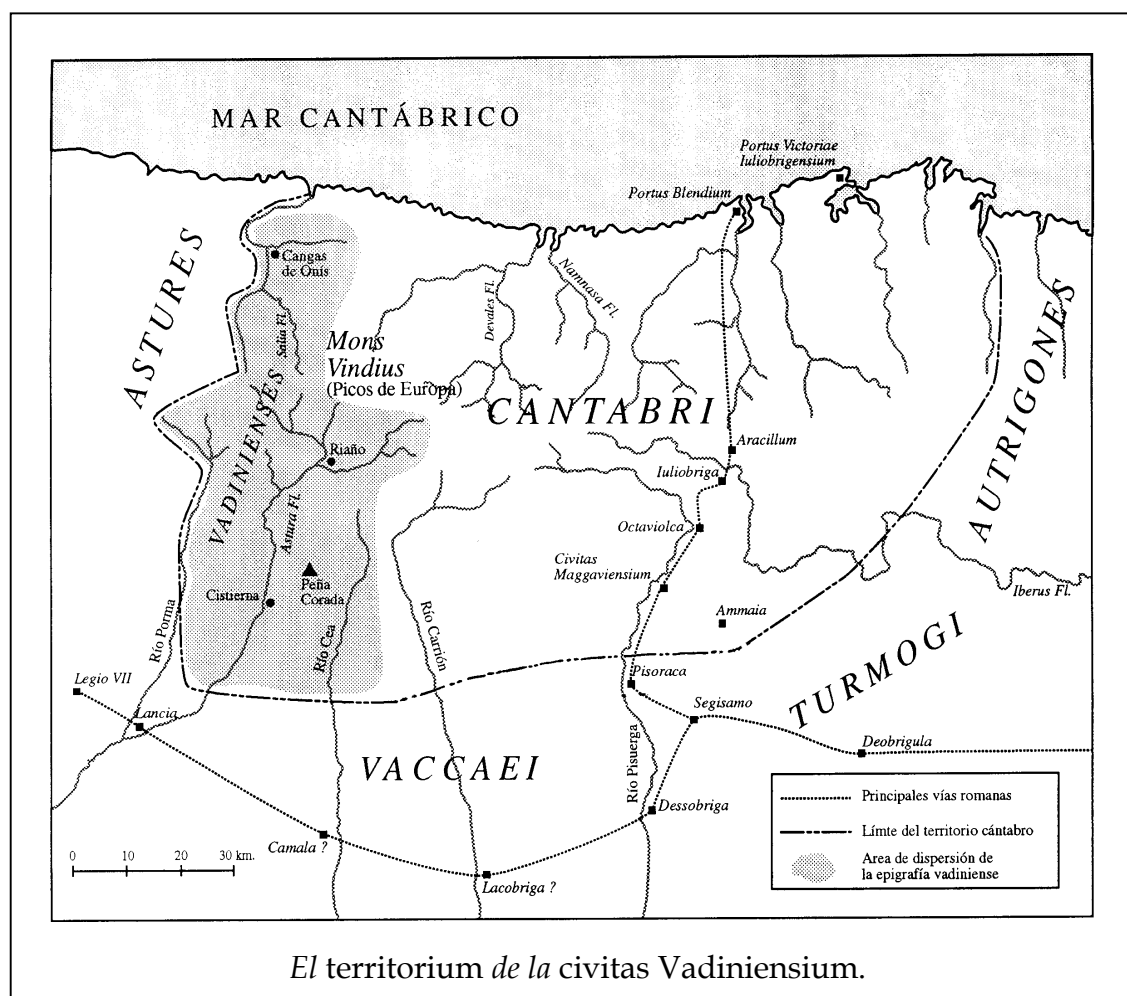 MAR CANTÁBRICO
Portus Victoriae
Iuliobrigensium
Portus Blendium
ASTURES
Cangas
de Onís
Salia Fl.
Devales Fl.
Namnasa Fl.
Mons
Vindius
(Picos de Europa)
CANTABRI
AUTRIGONES
VADINIENSES
Riaño
Aracillum
Iuliobriga
Astura Fl.
Octaviolca
Civitas
Maggaviensium
Peña
Corada
Cistierna
Iberus Fl.
Río Porma
Río Cea
Río Carrión
Ammaia
TURMOGI
Legio VII
Lancia
Pisoraca
Segisamo
VACCAEI
Río Pisuerga
Deobrigula
Dessobriga
Camala ?
Lacobriga ?
0 10 20 30 km.
Principales vías romanas
Límte del territorio cántabro
Area de dispersión de
la epigrafía vadiniense
El territorium de la civitas Vadiniensium.